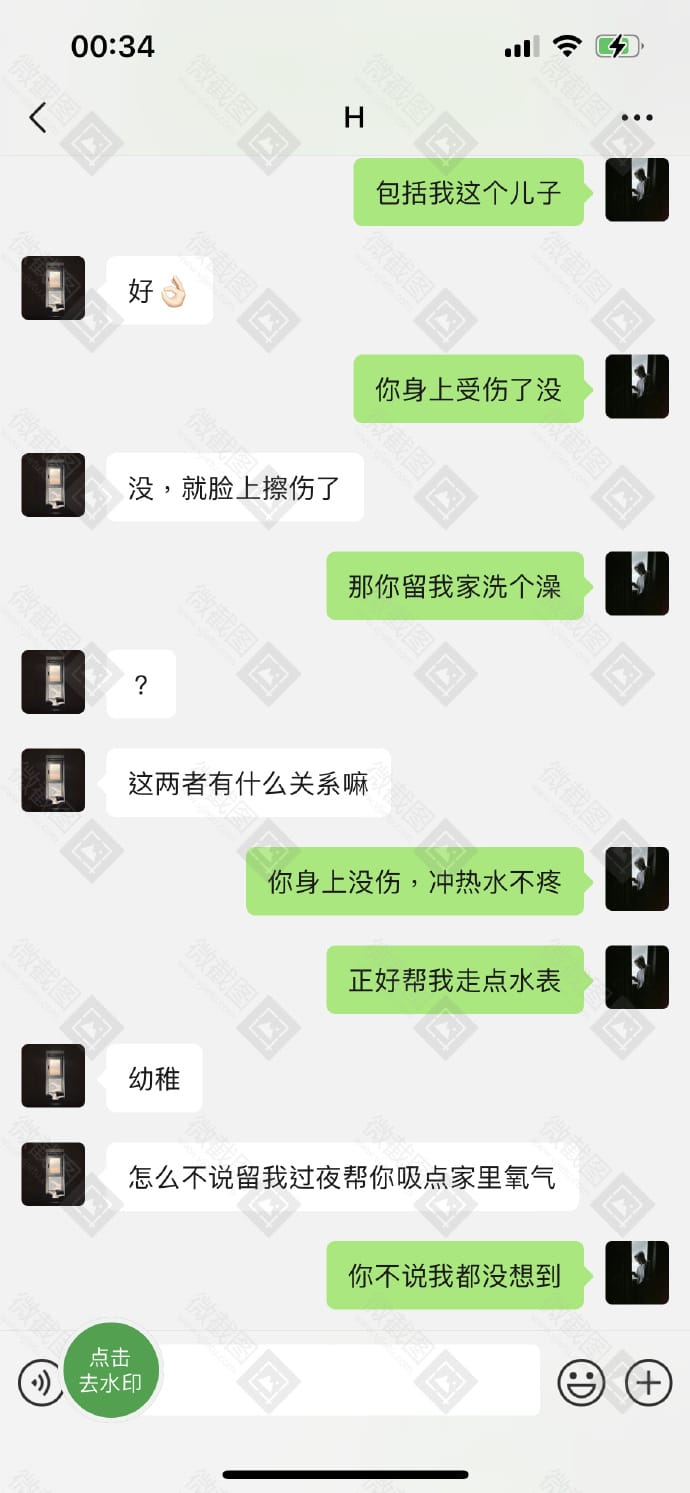 00:34
H
包括我这个儿子
好👌🏻
你身上受伤了没
没，就脸上擦伤了
那你留我家洗个澡
?
这两者有什么关系嘛
你身上没伤，冲热水不疼
正好帮我走点水表
幼稚
怎么不说留我过夜帮你吸点家里氧气
你不说我都没想到
点击
去水印
微截图